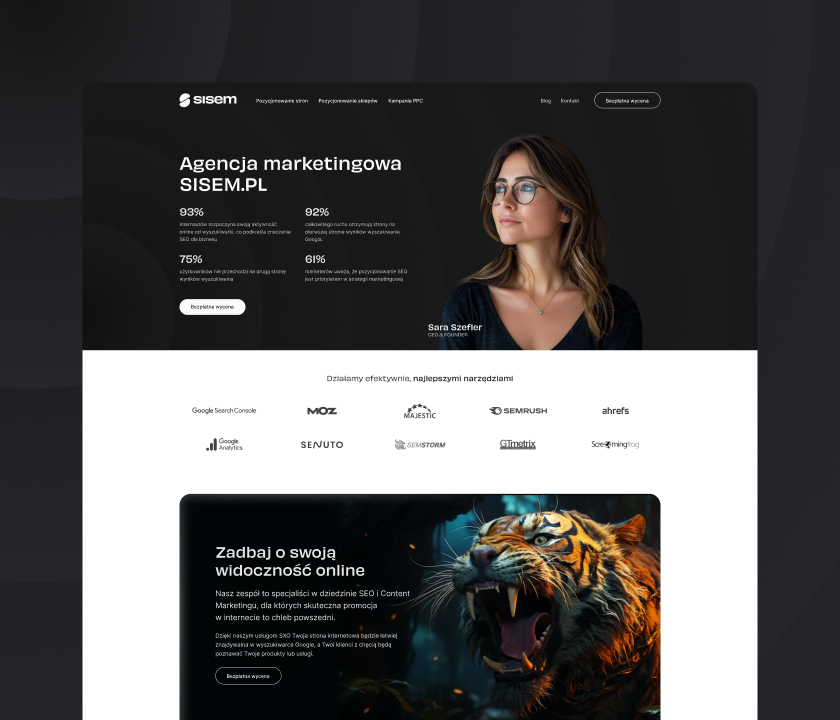 sisem
Pozycjonowanie stron
Pozycjonowanie sklepów
Kampanie PPC
Blog
Kontakt
Bezpłatna wycena
Agencja marketingowa
SISEM.PL
93%
internautów rozpoczyna swoją aktywność
online od wyszukiwarki, co podkreśla znaczenie
SEO dla biznesu
92%
całkowitego ruchu otrzymują strony na
pierwszej stronie wyników wyszukiwania
Google.
75%
użytkowników nie przechodzi na drugą stronę
wyników wyszukiwania
61%
marketerów uważa, że pozycjonowanie SEO
jest priorytetem w strategii marketingowej
Bezpłatna wycena
Sara Szefler
CEO & FOUNDER
Działamy efektywnie, najlepszymi narzędziami
Google Search Console
MOZ
MAJESTIC
SEMRUSH
ahrefs
Google
Analytics
SENUTO
SEMSTORM
GTmetrix
Screamingfrog
Zadbaj o swoją
widoczność online
Nasz zespół to specjaliści w dziedzinie SEO i Content
Marketingu, dla których skuteczna promocja
w internecie to chleb powszedni.
Dzięki naszym usługom SXO Twoja strona internetowa będzie łatwiej
znajdywalna w wyszukiwarce Google, a Twoi klienci z chęcią będą
poznawać Twoje produkty lub usługi.
Bezpłatna wycena